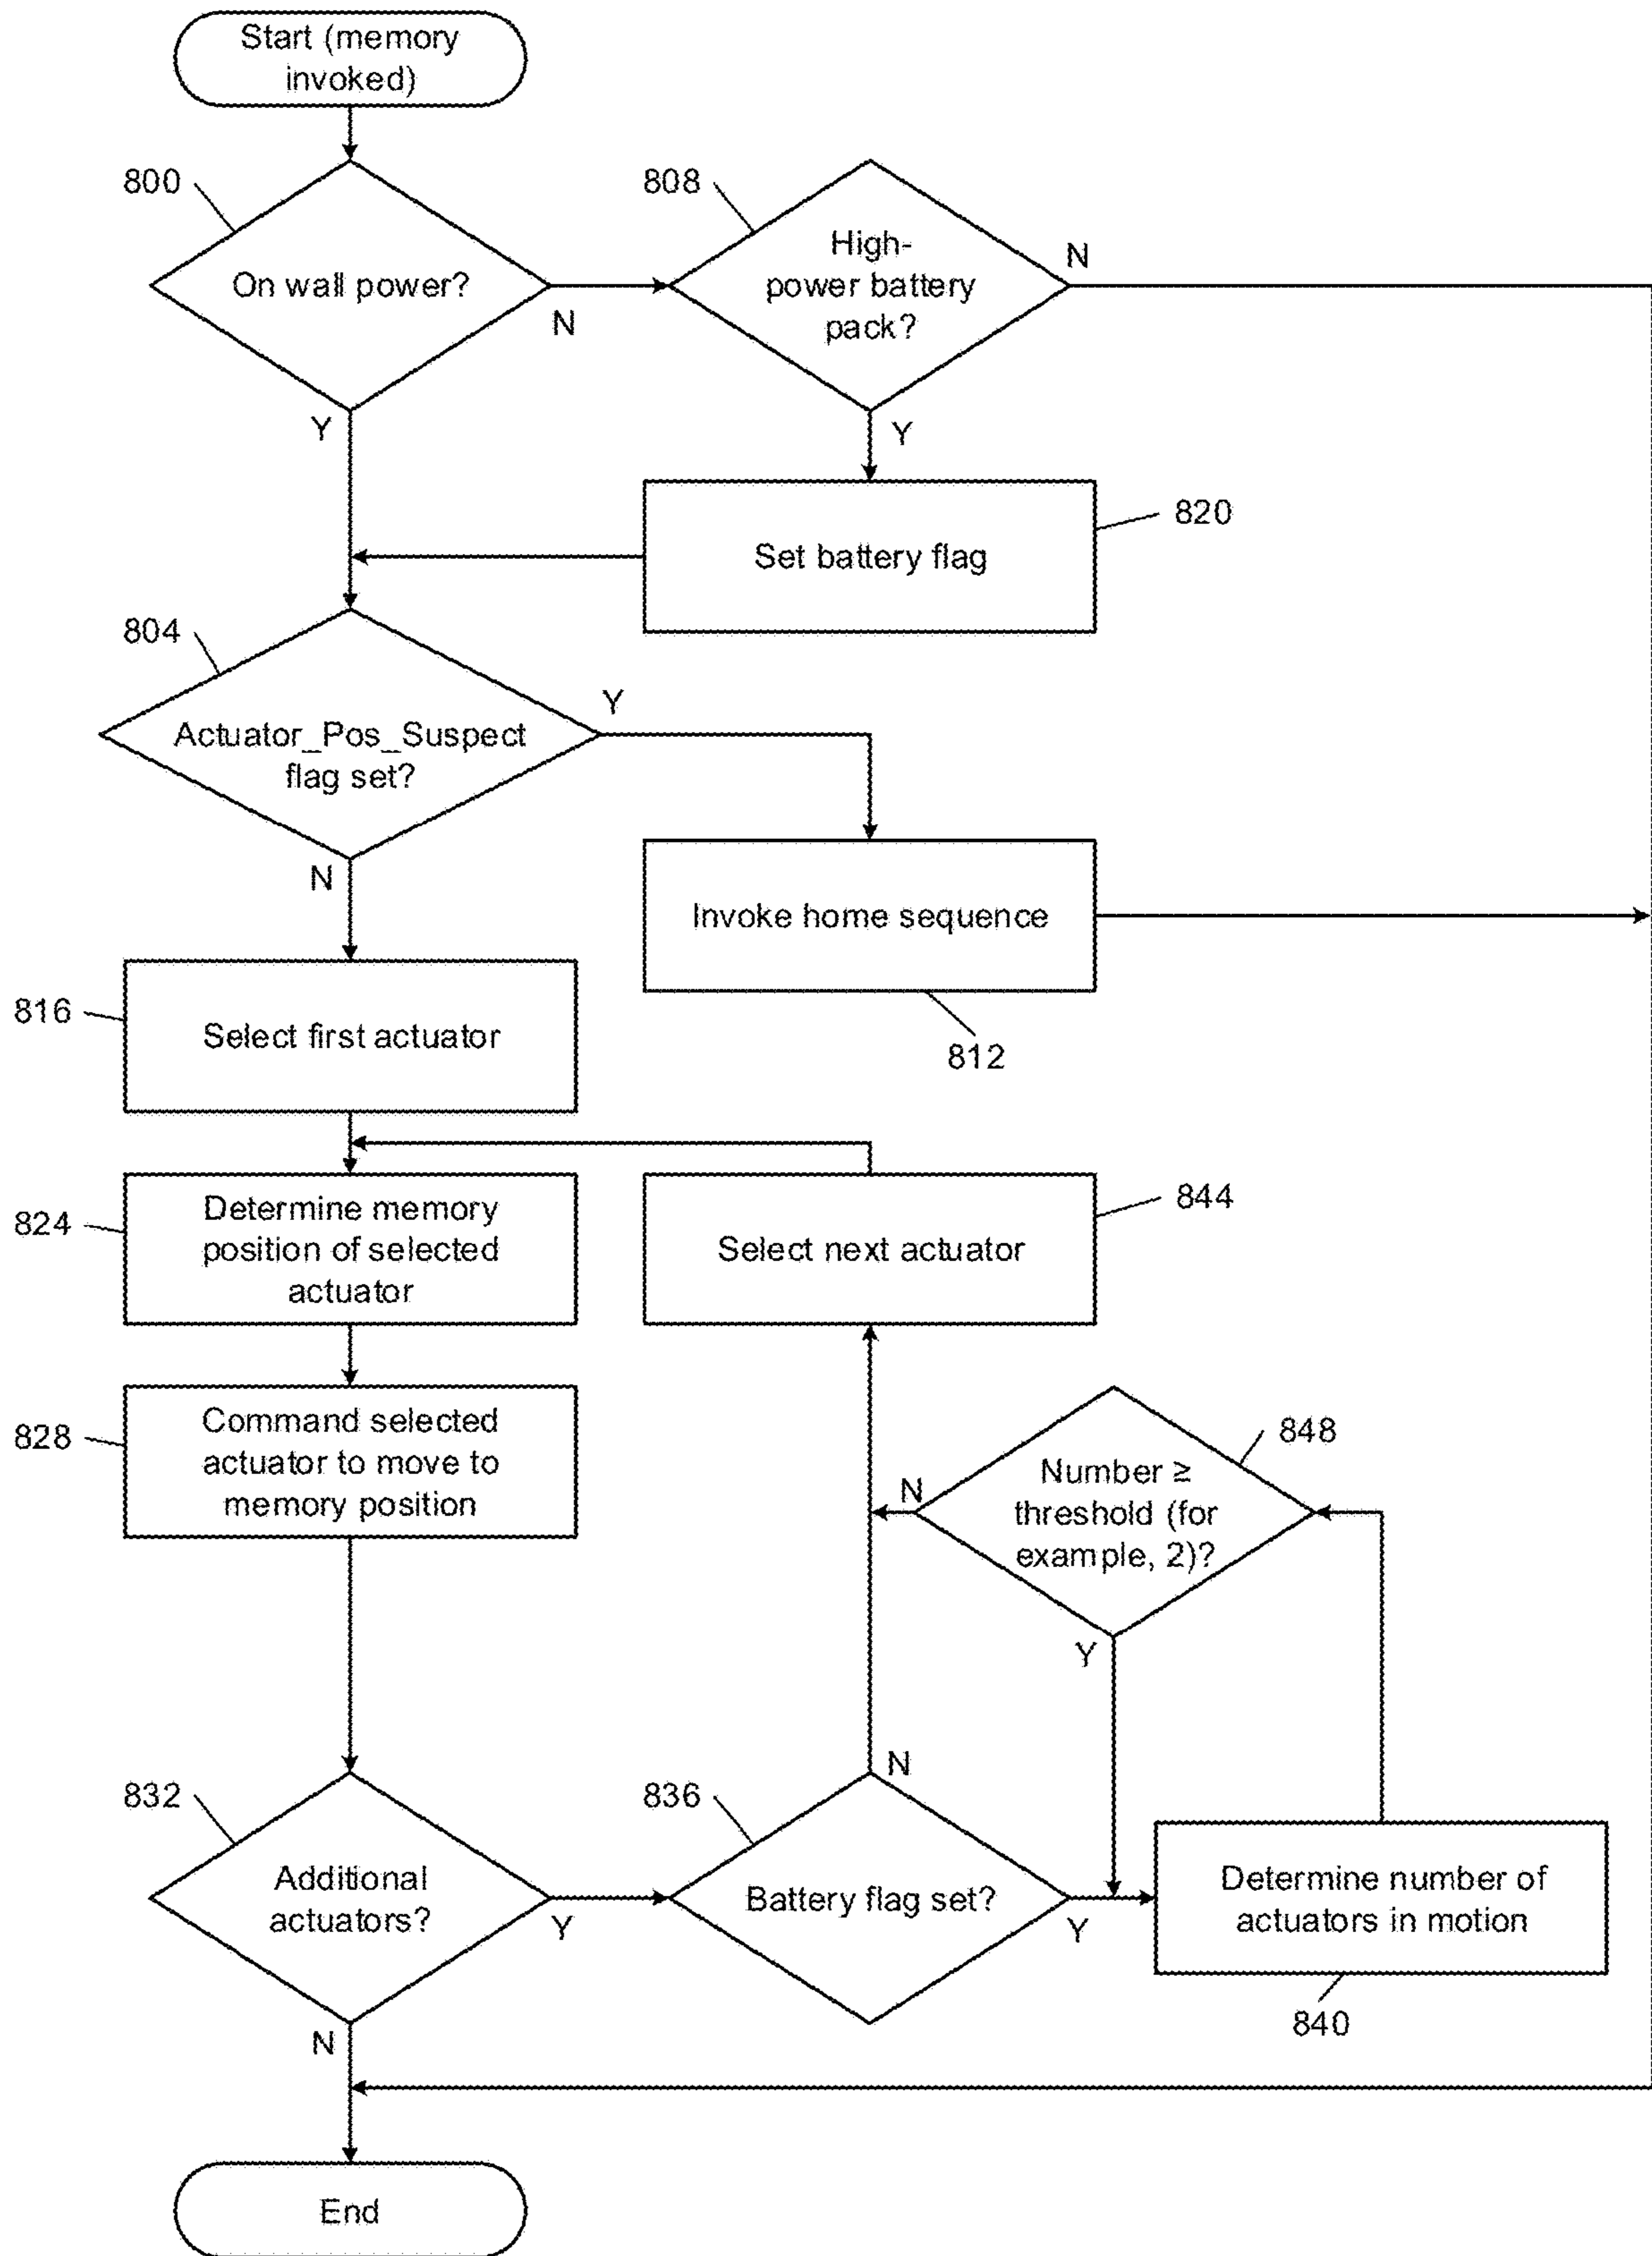 Start (memory
invoked)
800
On wall power?
N
Y
808
High-
power battery
pack?
N
Y
820
Set battery flag
804
Actuator_Pos_Suspect
flag set?
Y
N
Invoke home sequence
812
816
Select first actuator
824
Determine memory
position of selected
actuator
844
Select next actuator
828
Command selected
actuator to move to
memory position
848
Number ≥
threshold (for
example, 2)?
N
Y
832
Additional
actuators?
Y
N
836
Battery flag set?
N
Y
Determine number of
actuators in motion
840
End